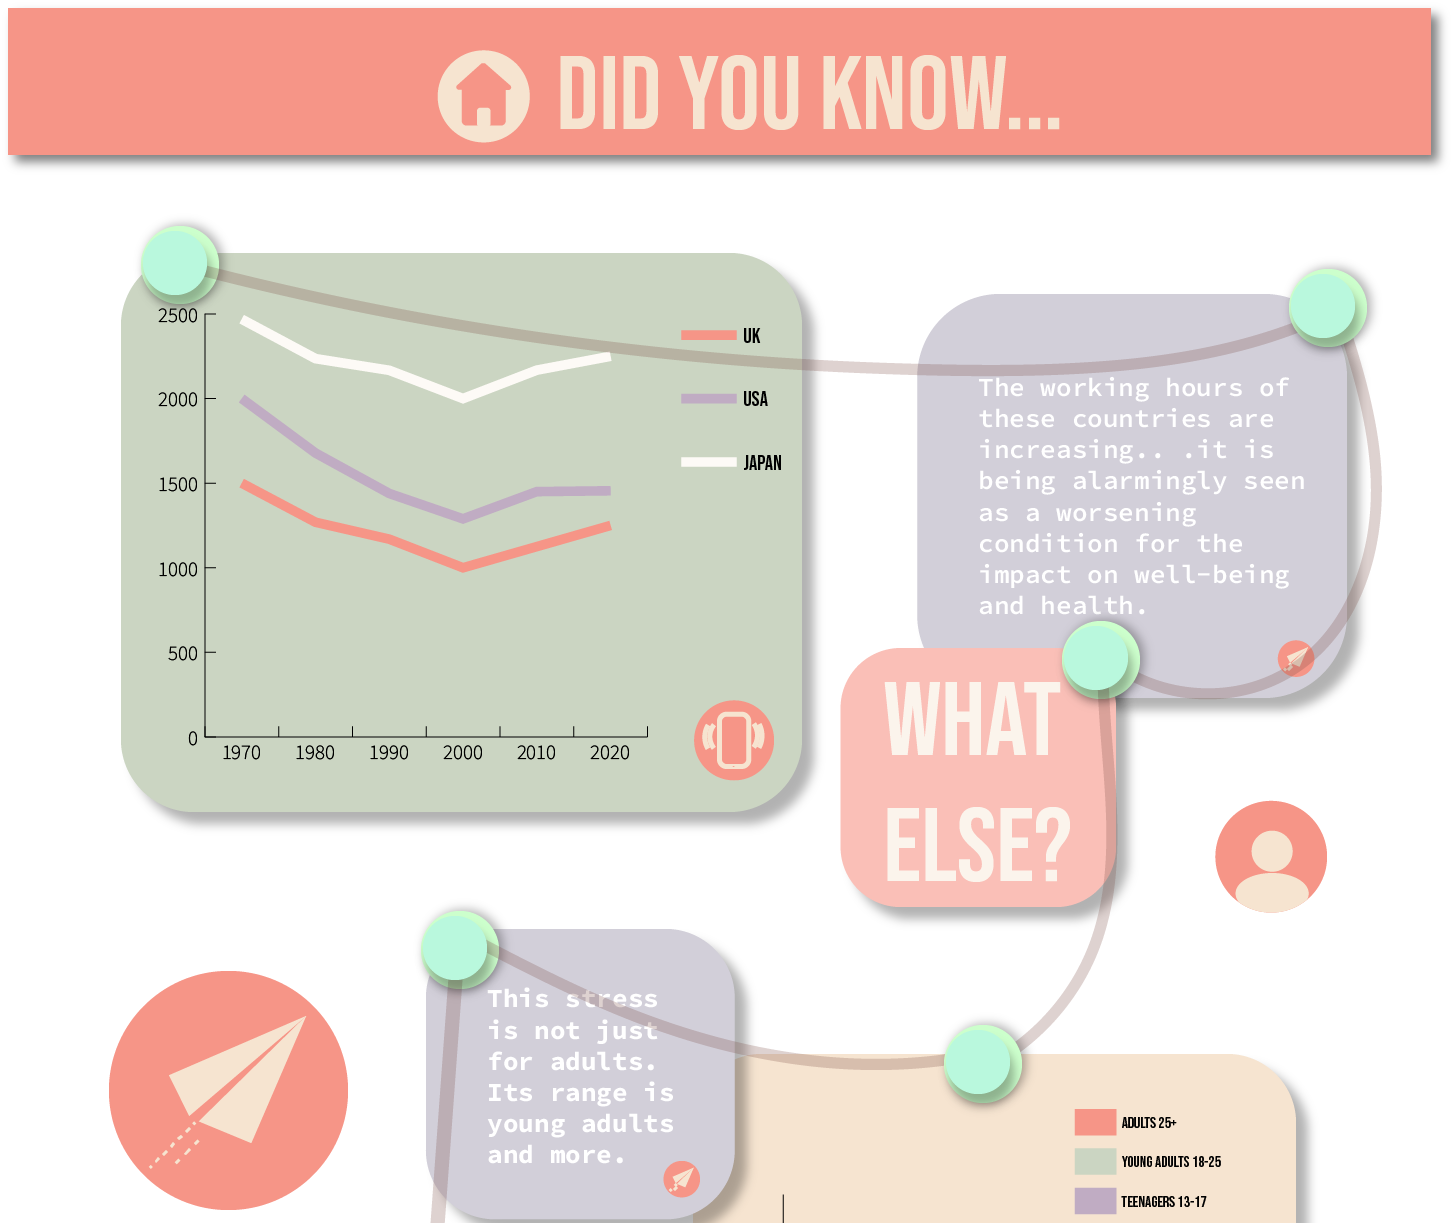 DID YOU KNOW...
2500
2000
1500
1000
500
0
1970 1980 1990 2000 2010 2020
UK
USA
JAPAN
The working hours of
these countries are
increasing.. .it is
being alarmingly seen
as a worsening
condition for the
impact on well-being
and health.
WHAT
ELSE?
This stress
is not just
for adults.
Its range is
young adults
and more.
ADULTS 25+
YOUNG ADULTS 18-25
TEENAGERS 13-17